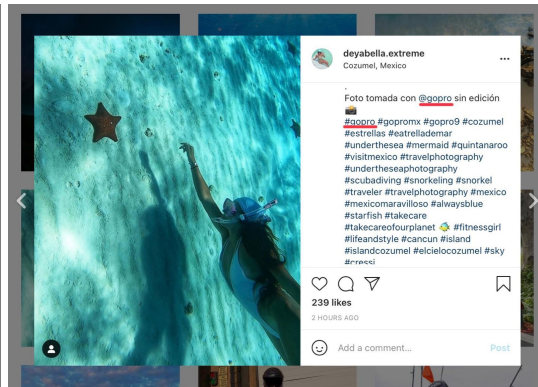 deyabella.extreme
Cozumel, Mexico
.
Foto tomada con @gopro sin edición
#gopro #gopromx #gopro9 #cozumel
#estrellas #eatrellademar
#underthesea #mermaid #quintanaroo
#visitmexico #travelphotography
#undertheseaphotography
#scubadiving #snorkeling #snorkel
#traveler #travelphotography #mexico
#mexicomaravilloso #alwaysblue
#starfish #takecare
#takecareofourplanet 🐠 #fitnessgirl
#lifeandstyle #cancun #island
#islandcozumel #elcielocozumel #sky
#cressi
239 likes
2 HOURS AGO
Add a comment...
Post